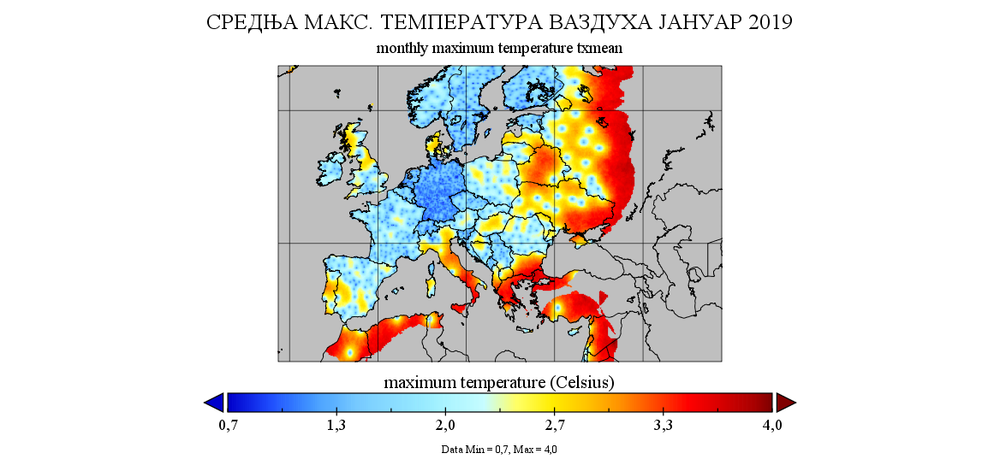 СРЕДЊА МАКС. ТЕМПЕРАТУРА ВАЗДУХА ЈАНУАР 2019
monthly maximum temperature txmean
maximum temperature (Celsius)
0,7 1,3 2,0 2,7 3,3 4,0
Data Min = 0,7, Max = 4,0